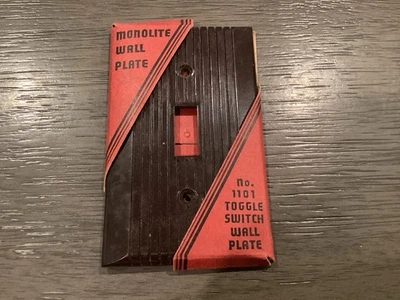 MONOLITE
WALL
PLATE
No.
1101
TOGGLE
SWITCH
WALL
PLATE